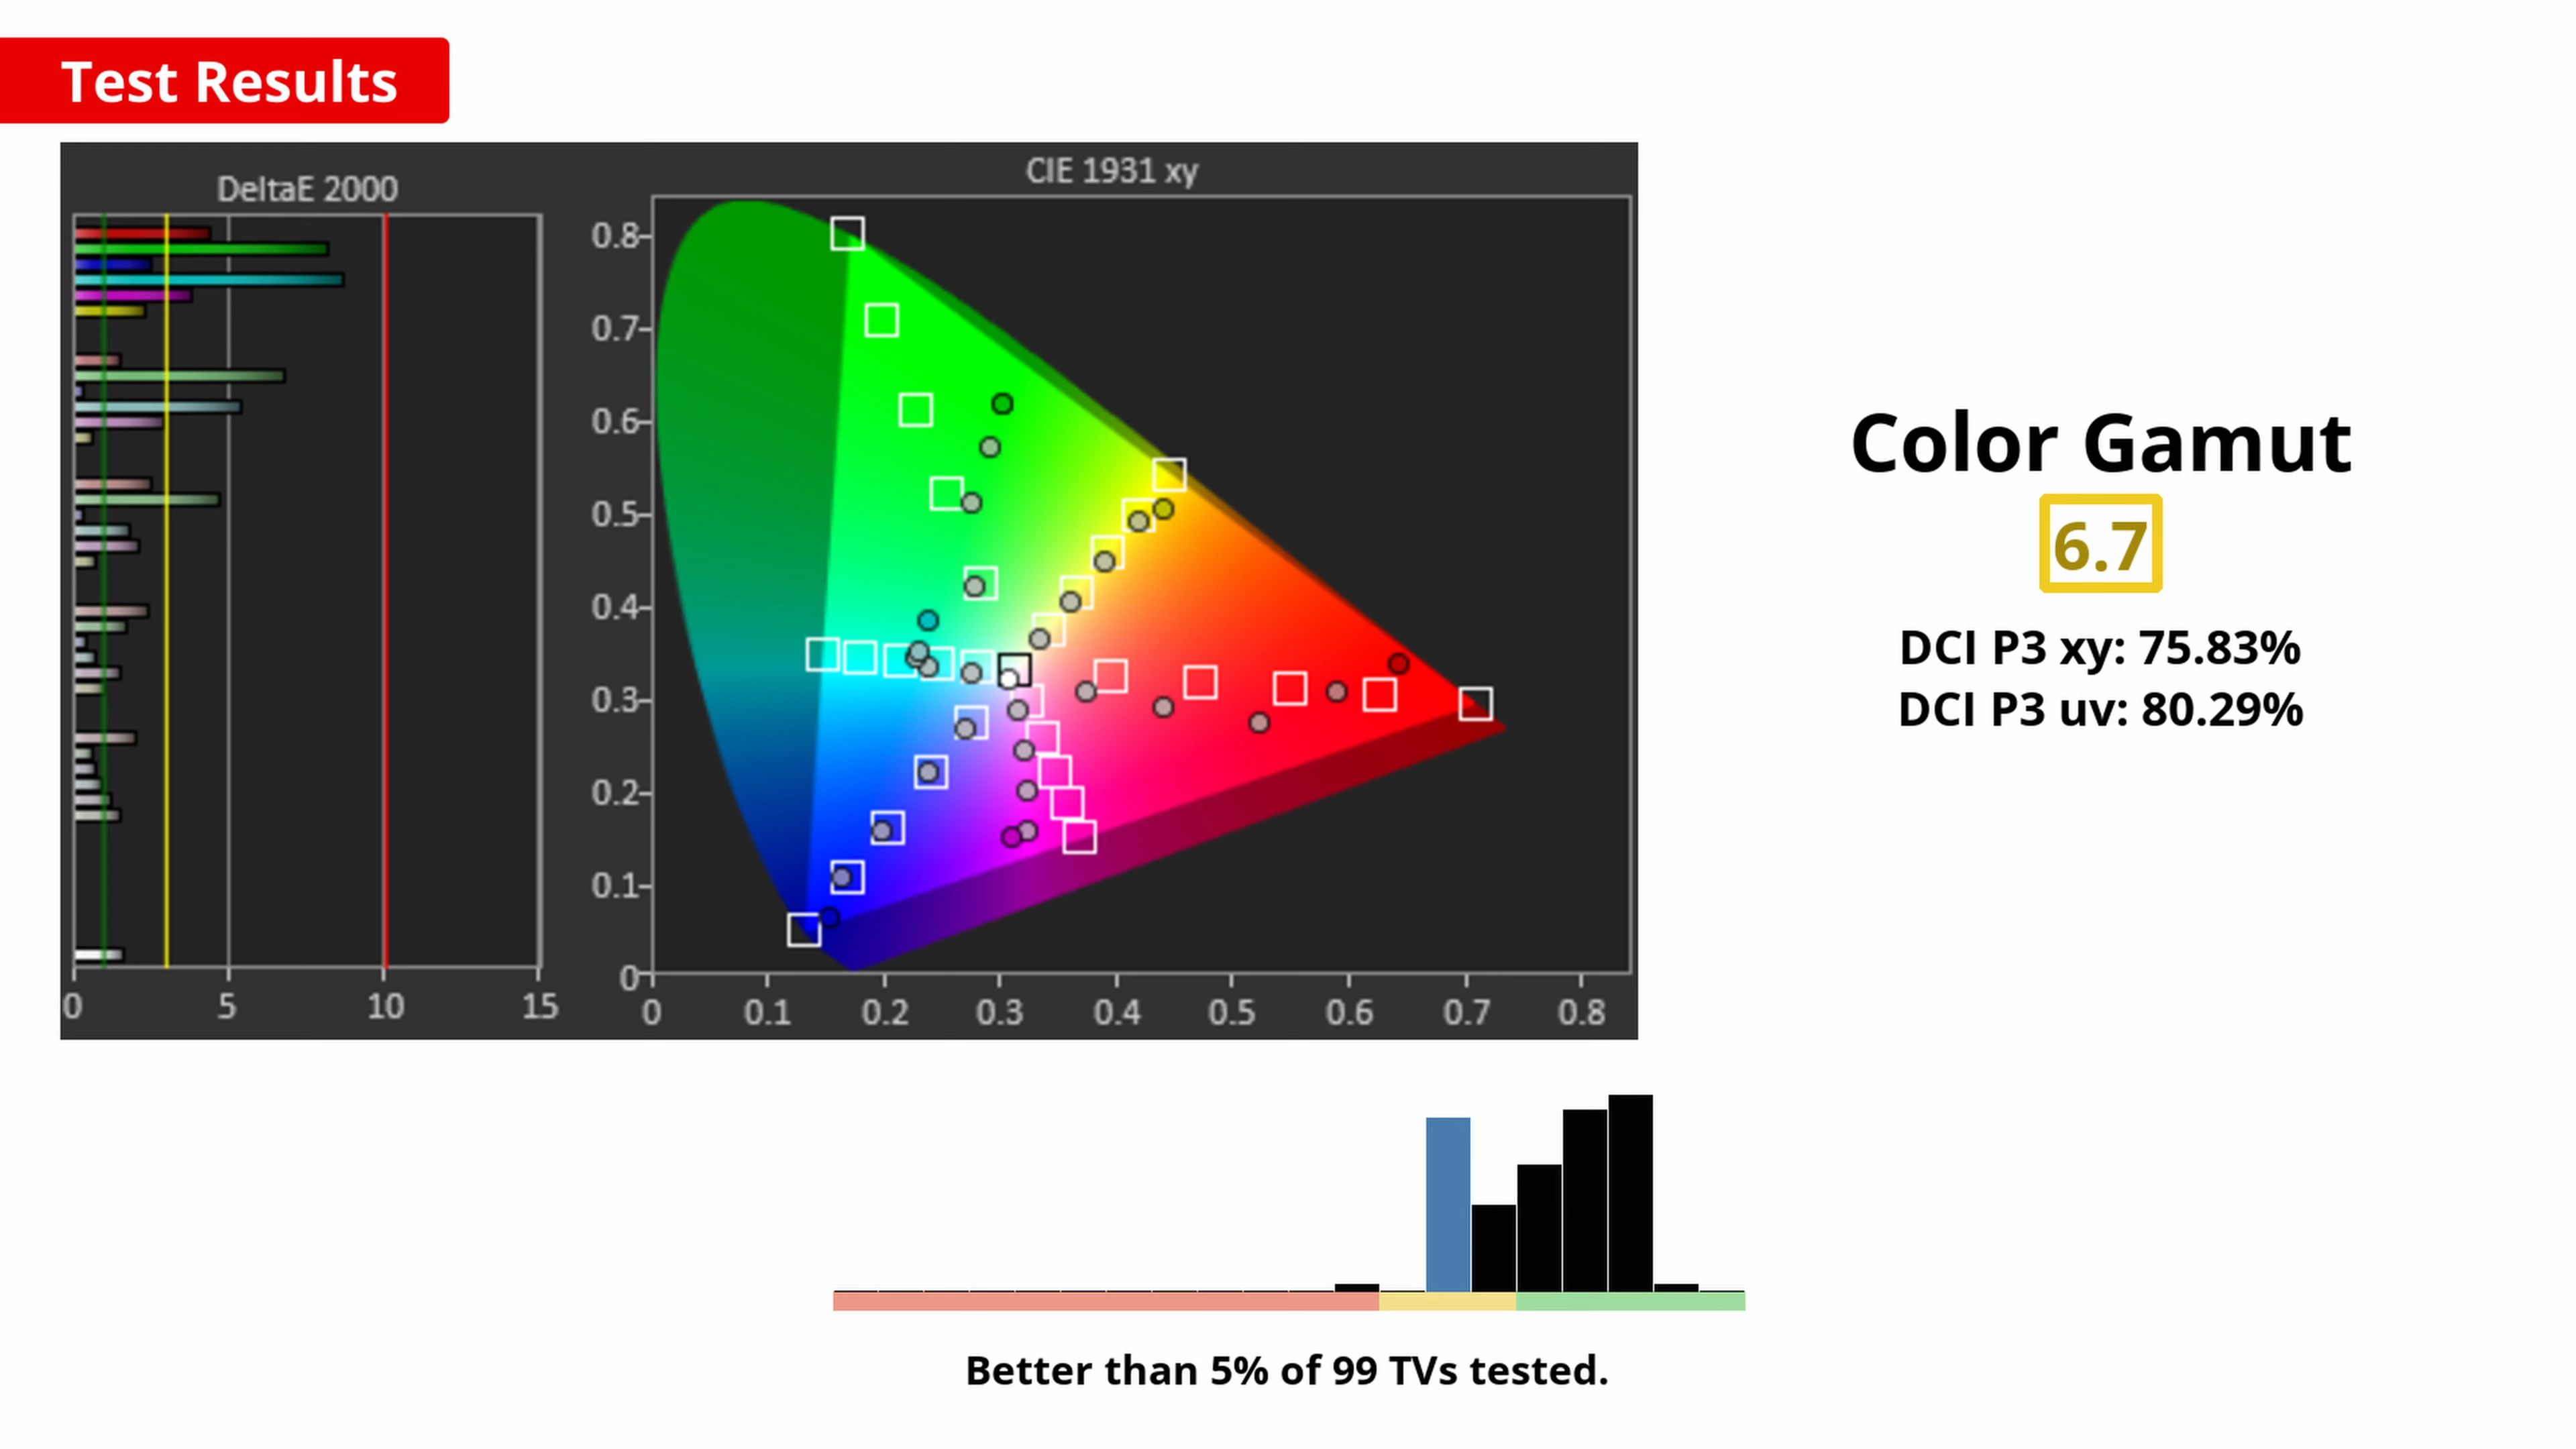 Test Results
DeltaE 2000
0 5 10 15
CIE 1931 xy
0.8
0.7
0.6
0.5
0.4
0.3
0.2
0.1
0
0 0.1 0.2 0.3 0.4 0.5 0.6 0.7 0.8
Color Gamut
6.7
DCI P3 xy: 75.83%
DCI P3 uv: 80.29%
Better than 5% of 99 TVs tested.